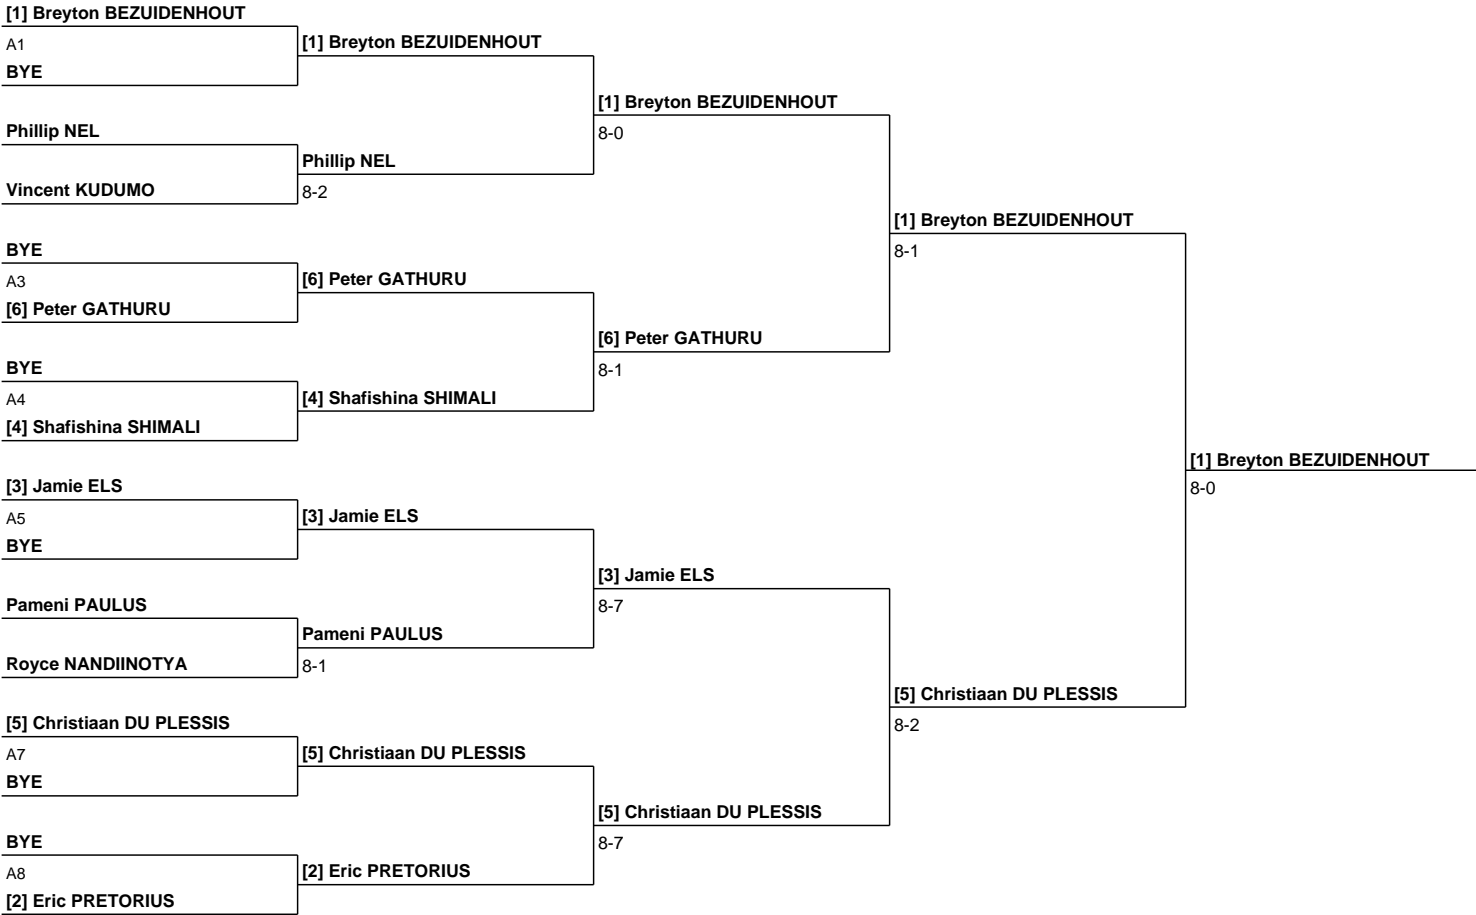 [1] Breyton BEZUIDENHOUT
A1
BYE
[1] Breyton BEZUIDENHOUT
[1] Breyton BEZUIDENHOUT
8-0
Phillip NEL
Phillip NEL
Vincent KUDUMO
8-2
[1] Breyton BEZUIDENHOUT
8-1
BYE
A3
[6] Peter GATHURU
[6] Peter GATHURU
[6] Peter GATHURU
8-1
BYE
A4
[4] Shafishina SHIMALI
[4] Shafishina SHIMALI
[1] Breyton BEZUIDENHOUT
8-0
[3] Jamie ELS
A5
BYE
[3] Jamie ELS
[3] Jamie ELS
8-7
Pameni PAULUS
Pameni PAULUS
Royce NANDIINOTYA
8-1
[5] Christiaan DU PLESSIS
8-2
[5] Christiaan DU PLESSIS
A7
BYE
[5] Christiaan DU PLESSIS
[5] Christiaan DU PLESSIS
8-7
BYE
A8
[2] Eric PRETORIUS
[2] Eric PRETORIUS